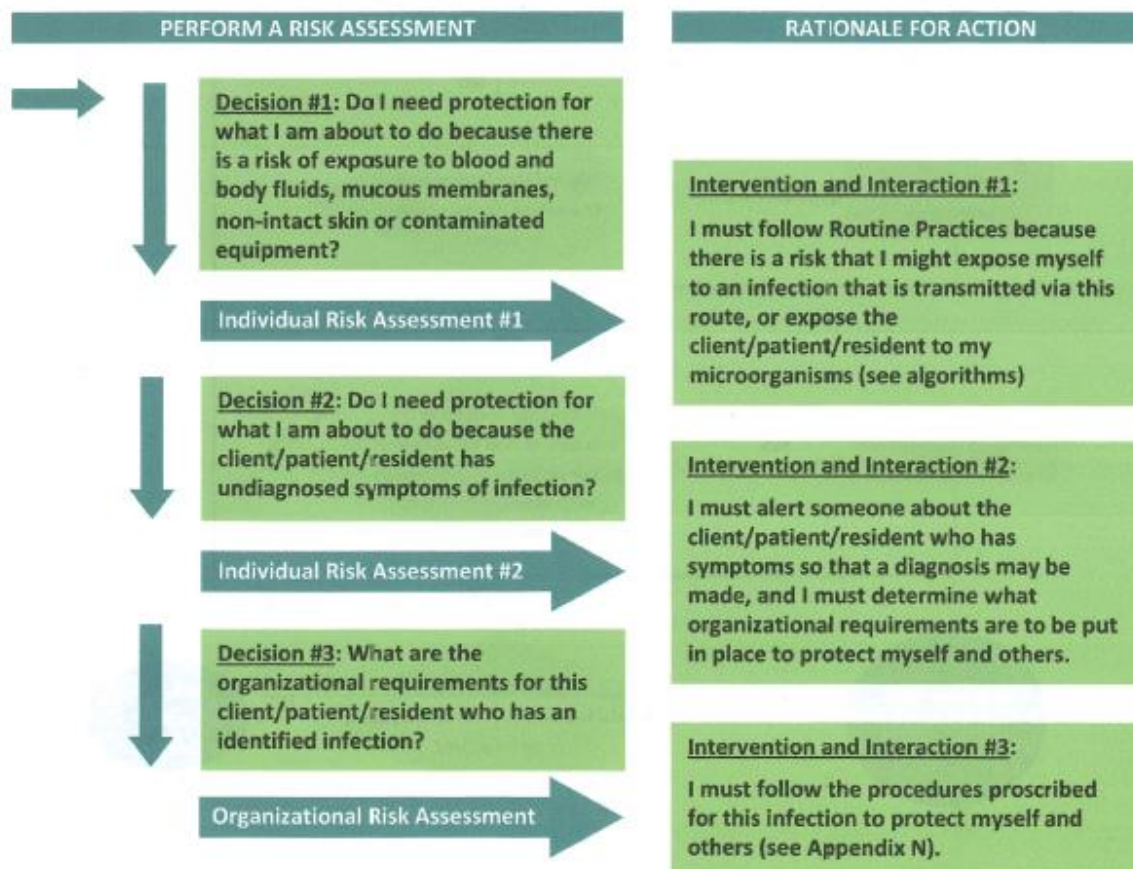 PERFORM A RISK ASSESSMENT
Decision #1: Do I need protection for
what I am about to do because there
is a risk of exposure to blood and
body fluids, mucous membranes,
non-intact skin or contaminated
equipment?
Individual Risk Assessment #1
Decision #2: Do I need protection for
what I am about to do because the
client/patient/resident has
undiagnosed symptoms of infection?
Individual Risk Assessment #2
Decision #3: What are the
organizational requirements for this
client/patient/resident who has an
identified infection?
Organizational Risk Assessment
RATIONALE FOR ACTION
Intervention and Interaction #1:
I must follow Routine Practices because
there is a risk that I might expose myself
to an infection that is transmitted via this
route, or expose the
client/patient/resident to my
microorganisms (see algorithms)
Intervention and Interaction #2:
I must alert someone about the
client/patient/resident who has
symptoms so that a diagnosis may be
made, and I must determine what
organizational requirements are to be put
in place to protect myself and others.
Intervention and Interaction #3:
I must follow the procedures proscribed
for this infection to protect myself and
others (see Appendix N).